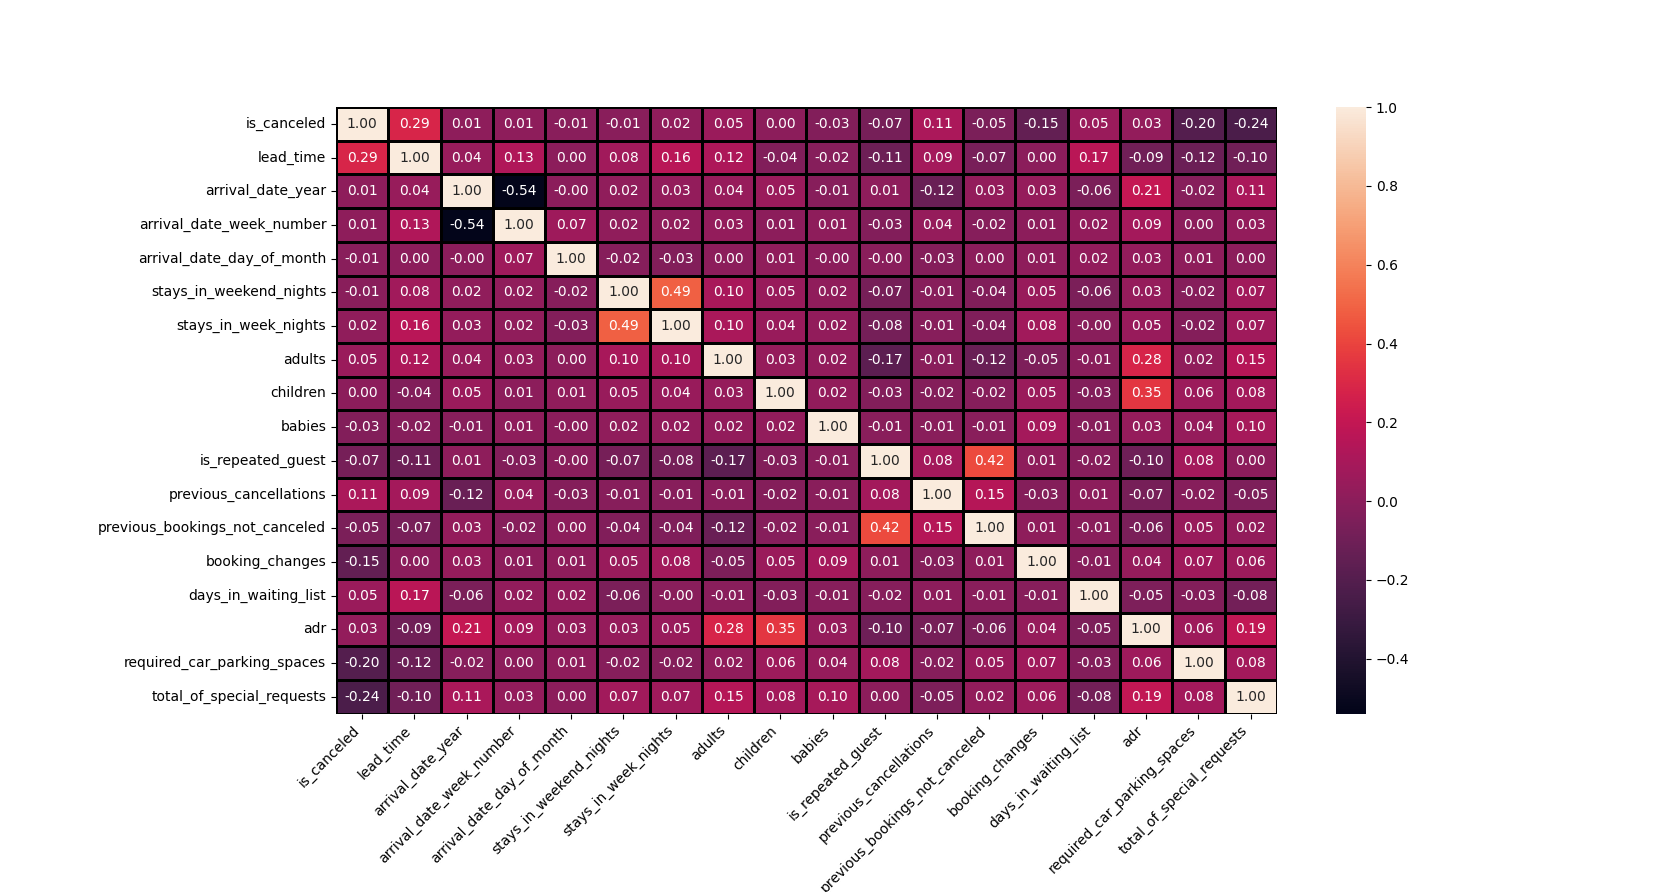 is_canceled 1.00 0.29 0.01 0.01 -0.01 -0.01 0.02 0.05 0.00 -0.03 -0.07 0.11 -0.05 -0.15 0.05 0.03 -0.20 -0.24
lead_time 0.29 1.00 0.04 0.13 0.00 0.08 0.16 0.12 -0.04 -0.02 -0.11 0.09 -0.07 0.00 0.17 -0.09 -0.12 -0.10
arrival_date_year 0.01 0.04 1.00 -0.54 -0.00 0.02 0.03 0.04 0.05 -0.01 0.01 -0.12 0.03 0.03 -0.06 0.21 -0.02 0.11
arrival_date_week_number 0.01 0.13 -0.54 1.00 0.07 0.02 0.02 0.03 0.01 0.01 -0.03 0.04 -0.02 0.01 0.02 0.09 0.00 0.03
arrival_date_day_of_month -0.01 0.00 -0.00 0.07 1.00 -0.02 -0.03 0.00 0.01 -0.00 -0.00 -0.03 0.00 0.01 0.02 0.03 0.01 0.00
stays_in_weekend_nights -0.01 0.08 0.02 0.02 -0.02 1.00 0.49 0.10 0.05 0.02 -0.07 -0.01 -0.04 0.05 -0.06 0.03 -0.02 0.07
stays_in_week_nights 0.02 0.16 0.03 0.02 -0.03 0.49 1.00 0.10 0.04 0.02 -0.08 -0.01 -0.04 0.08 -0.00 0.05 -0.02 0.07
adults 0.05 0.12 0.04 0.03 0.00 0.10 0.10 1.00 0.03 0.02 -0.17 -0.01 -0.12 -0.05 -0.01 0.28 0.02 0.15
children 0.00 -0.04 0.05 0.01 0.01 0.05 0.04 0.03 1.00 0.02 -0.03 -0.02 -0.02 0.05 -0.03 0.35 0.06 0.08
babies -0.03 -0.02 -0.01 0.01 -0.00 0.02 0.02 0.02 0.02 1.00 -0.01 -0.01 -0.01 0.09 -0.01 0.03 0.04 0.10
is_repeated_guest -0.07 -0.11 0.01 -0.03 -0.00 -0.07 -0.08 -0.17 -0.03 -0.01 1.00 0.08 0.42 0.01 -0.02 -0.10 0.08 0.00
previous_cancellations 0.11 0.09 -0.12 0.04 -0.03 -0.01 -0.01 -0.01 -0.02 -0.01 0.08 1.00 0.15 -0.03 0.01 -0.07 -0.02 -0.05
previous_bookings_not_canceled -0.05 -0.07 0.03 -0.02 0.00 -0.04 -0.04 -0.12 -0.02 -0.01 0.42 0.15 1.00 0.01 -0.01 -0.06 0.05 0.02
booking_changes -0.15 0.00 0.03 0.01 0.01 0.05 0.08 -0.05 0.05 0.09 0.01 -0.03 0.01 1.00 -0.01 0.04 0.07 0.06
days_in_waiting_list 0.05 0.17 -0.06 0.02 0.02 -0.06 -0.00 -0.01 -0.03 -0.01 -0.02 0.01 -0.01 -0.01 1.00 -0.05 -0.03 -0.08
adr 0.03 -0.09 0.21 0.09 0.03 0.03 0.05 0.28 0.35 0.03 -0.10 -0.07 -0.06 0.04 -0.05 1.00 0.06 0.19
required_car_parking_spaces -0.20 -0.12 -0.02 0.00 0.01 -0.02 -0.02 0.02 0.06 0.04 0.08 -0.02 0.05 0.07 -0.03 0.06 1.00 0.08
total_of_special_requests -0.24 -0.10 0.11 0.03 0.00 0.07 0.07 0.15 0.08 0.10 0.00 -0.05 0.02 0.06 -0.08 0.19 0.08 1.00
is_canceled
lead_time
arrival_date_year
arrival_date_week_number
arrival_date_day_of_month
stays_in_weekend_nights
stays_in_week_nights
adults
children
babies
is_repeated_guest
previous_cancellations
previous_bookings_not_canceled
booking_changes
days_in_waiting_list
adr
required_car_parking_spaces
total_of_special_requests
1.0
0.8
0.6
0.4
0.2
0.0
−0.2
−0.4